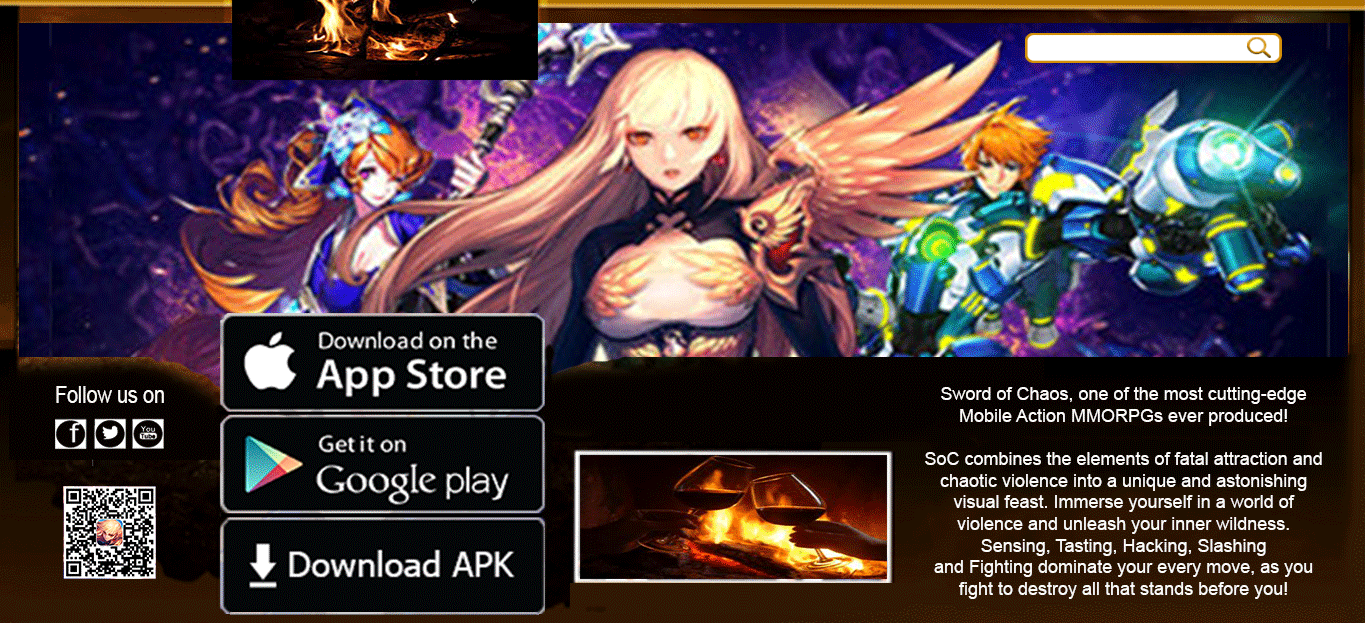 Follow us on
You
Tube
Download on the
App Store
Get it on
Google play
Download APK
Sword of Chaos, one of the most cutting-edge
Mobile Action MMORPGs ever produced!
SoC combines the elements of fatal attraction and
chaotic violence into a unique and astonishing
visual feast. Immerse yourself in a world of
violence and unleash your inner wildness.
Sensing, Tasting, Hacking, Slashing
and Fighting dominate your every move, as you
fight to destroy all that stands before you!